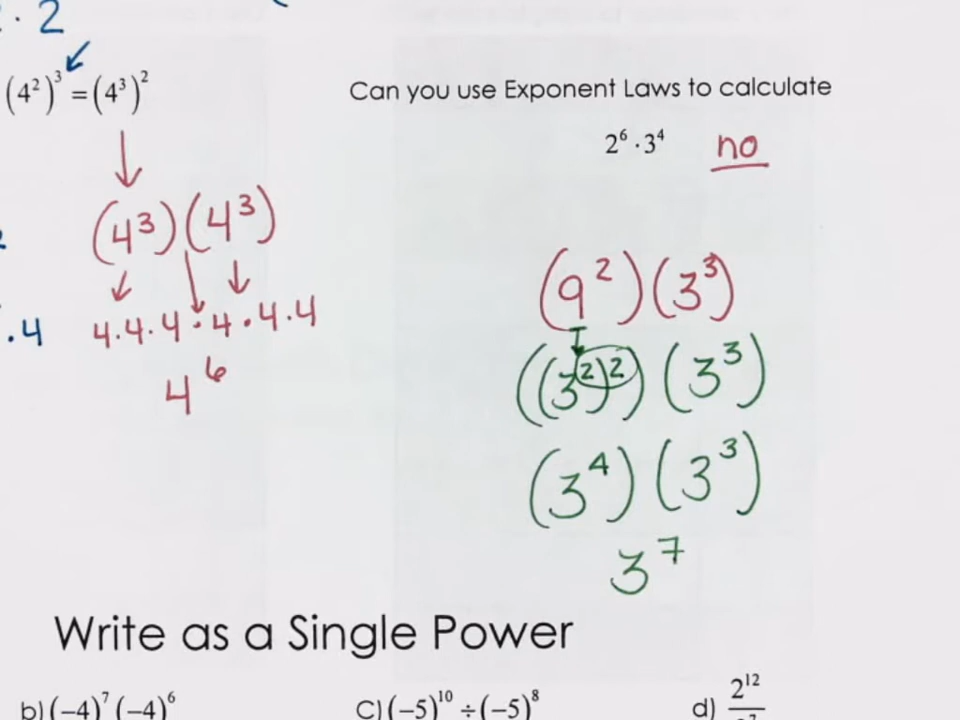 · 2
(4²)³ = (4³)²
(4³)(4³)
.4
4·4·4·4·4·4
4⁶
Can you use Exponent Laws to calculate
2⁶ · 3⁴ no
(9²)(3³)
((3²)²)(3³)
(3⁴)(3³)
3⁷
Write as a Single Power
b) (−4)⁷ (−4)⁶
C) (−5)¹⁰ ÷ (−5)⁸
d) 2¹²